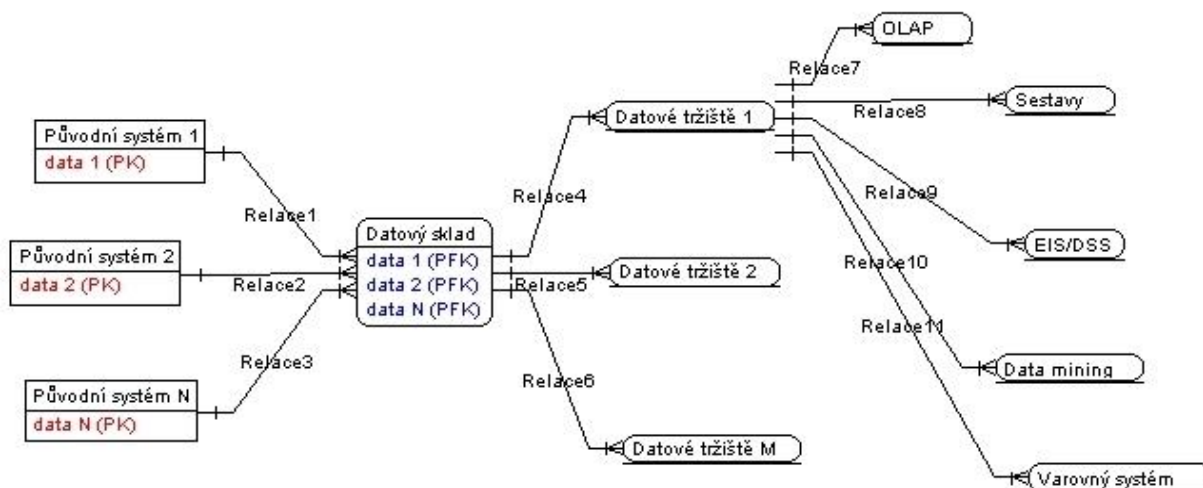 Původní systém 1
data 1 (PK)
Relace1
Původní systém 2
data 2 (PK)
Relace2
Původní systém N
data N (PK)
Relace3
Datový sklad
data 1 (PFK)
data 2 (PFK)
data N (PFK)
Relace4
Relace5
Relace6
Datové tržiště 1
Datové tržiště 2
Datové tržiště M
Relace7
Relace8
Relace9
Relace10
Relace11
OLAP
Sestavy
EIS/DSS
Data mining
Varovný systém